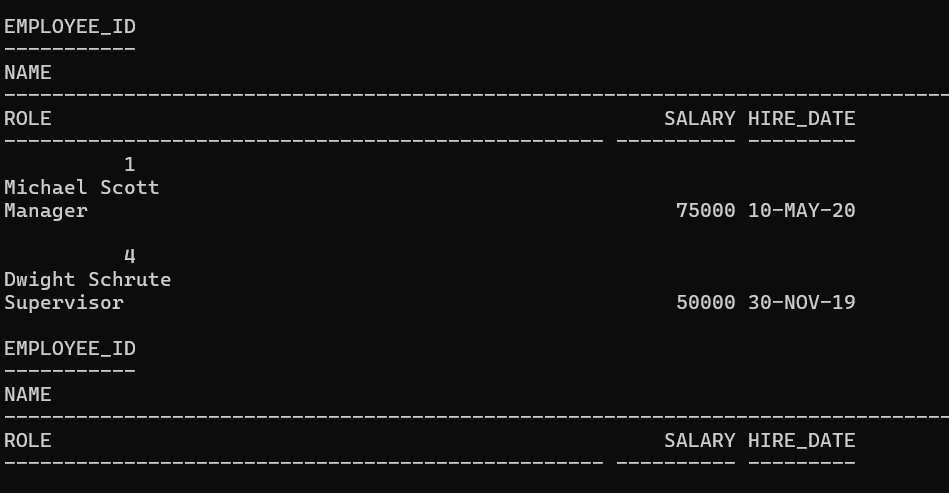 EMPLOYEE_ID
-----------
NAME
--------------------------------------------------------------------------------
ROLE                                                   SALARY HIRE_DATE
-------------------------------------------------- ---------- ---------
          1
Michael Scott
Manager                                                 75000 10-MAY-20

          4
Dwight Schrute
Supervisor                                              50000 30-NOV-19

EMPLOYEE_ID
-----------
NAME
--------------------------------------------------------------------------------
ROLE                                                   SALARY HIRE_DATE
-------------------------------------------------- ---------- ---------